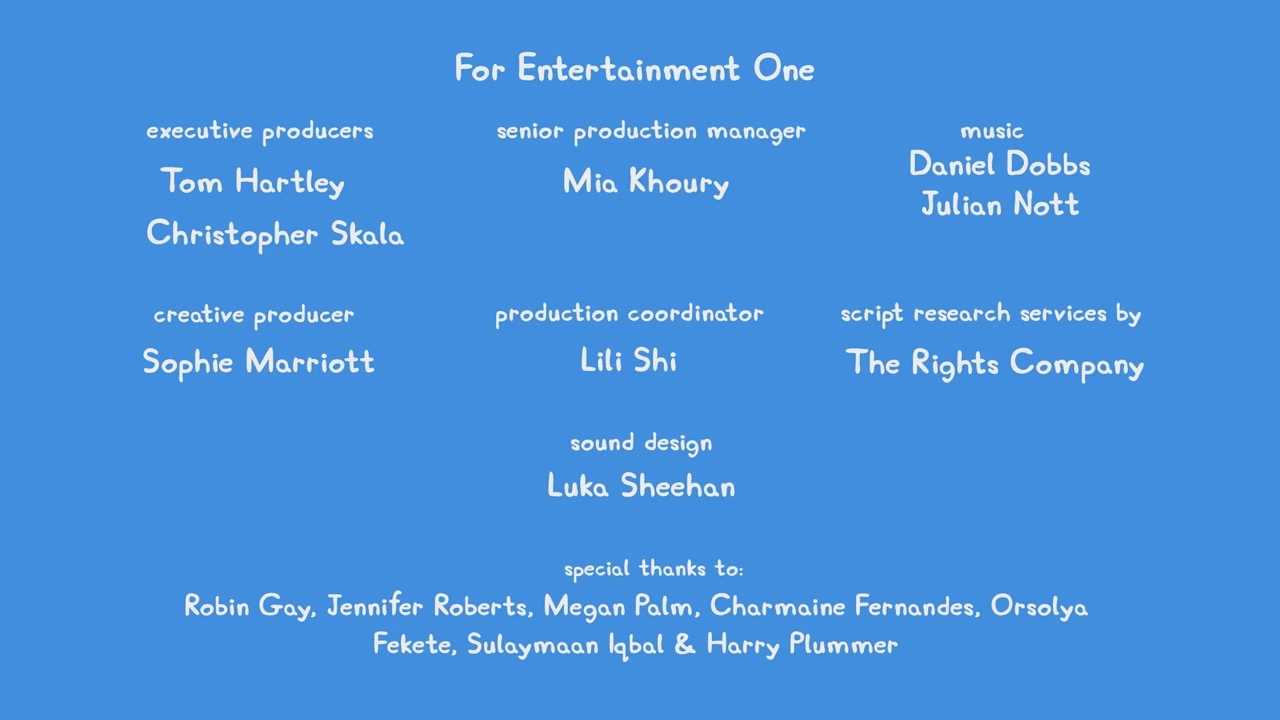 For Entertainment One
executive producers
Tom Hartley
Christopher Skala
senior production manager
Mia Khoury
music
Daniel Dobbs
Julian Nott
creative producer
Sophie Marriott
production coordinator
Lili Shi
script research services by
The Rights Company
sound design
Luka Sheehan
special thanks to:
Robin Gay, Jennifer Roberts, Megan Palm, Charmaine Fernandes, Orsolya
Fekete, Sulaymaan Iqbal & Harry Plummer